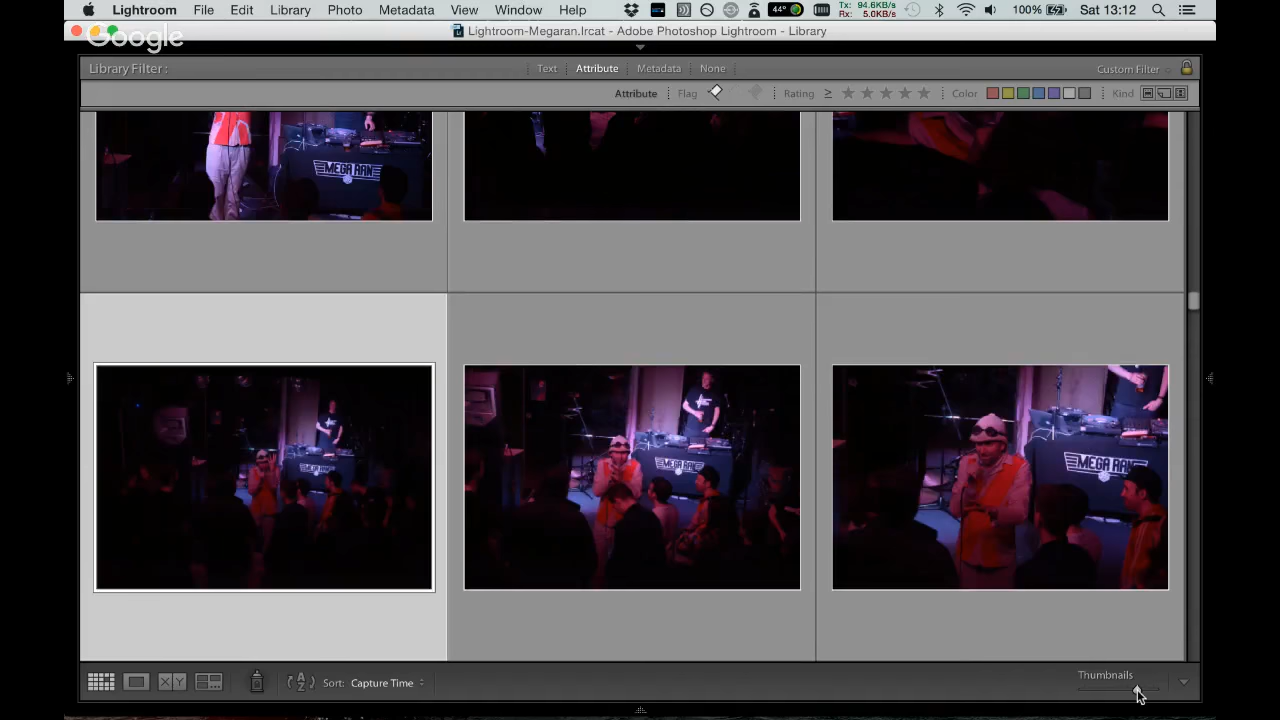 Lightroom File Edit Library Photo Metadata View Window Help 44° Tx: 94.6KB/s Rx: 5.0KB/s 100% Sat 13:12
Google
Lightroom-Megaran.lrcat - Adobe Photoshop Lightroom - Library
Library Filter: Text Attribute Metadata None Custom Filter
Attribute Flag Rating ≥ Color Kind
MEGA RAN
MEGA RAN
MEGA RAN
MEGA RAN
Thumbnails
XY Sort: Capture Time